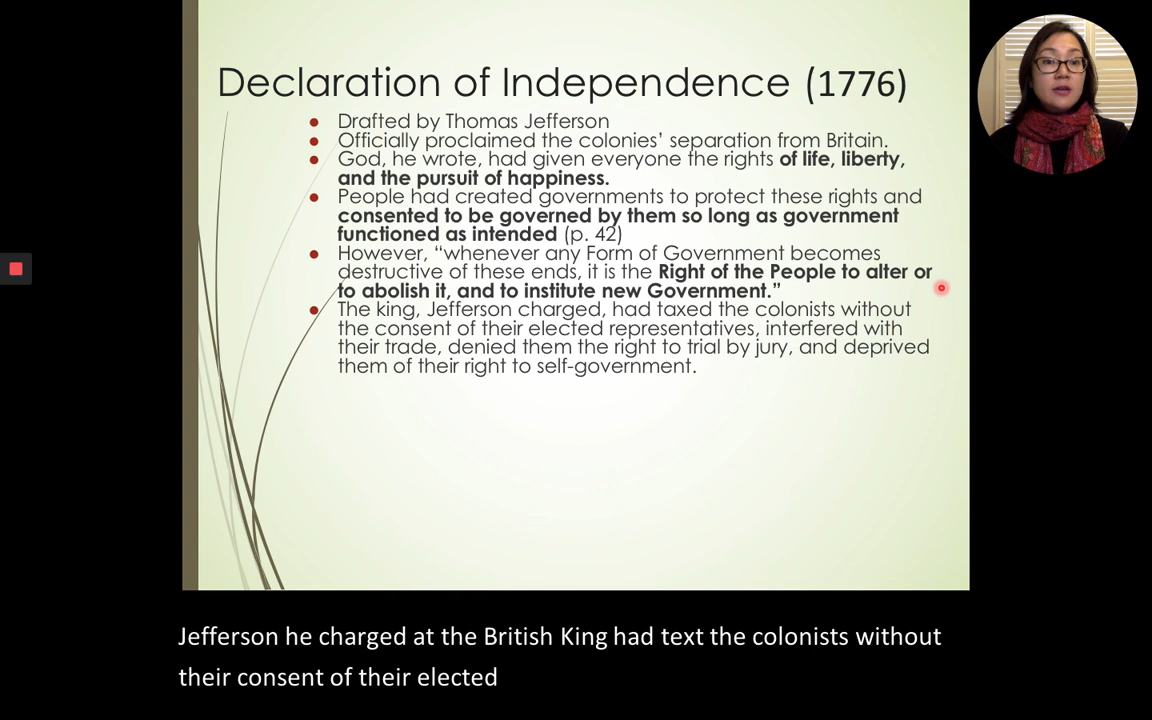 Declaration of Independence (1776)
Drafted by Thomas Jefferson
Officially proclaimed the colonies’ separation from Britain.
God, he wrote, had given everyone the rights of life, liberty,
and the pursuit of happiness.
People had created governments to protect these rights and
consented to be governed by them so long as government
functioned as intended (p. 42)
However, “whenever any Form of Government becomes
destructive of these ends, it is the Right of the People to alter or
to abolish it, and to institute new Government.”
The king, Jefferson charged, had taxed the colonists without
the consent of their elected representatives, interfered with
their trade, denied them the right to trial by jury, and deprived
them of their right to self-government.
Jefferson he charged at the British King had text the colonists without
their consent of their elected